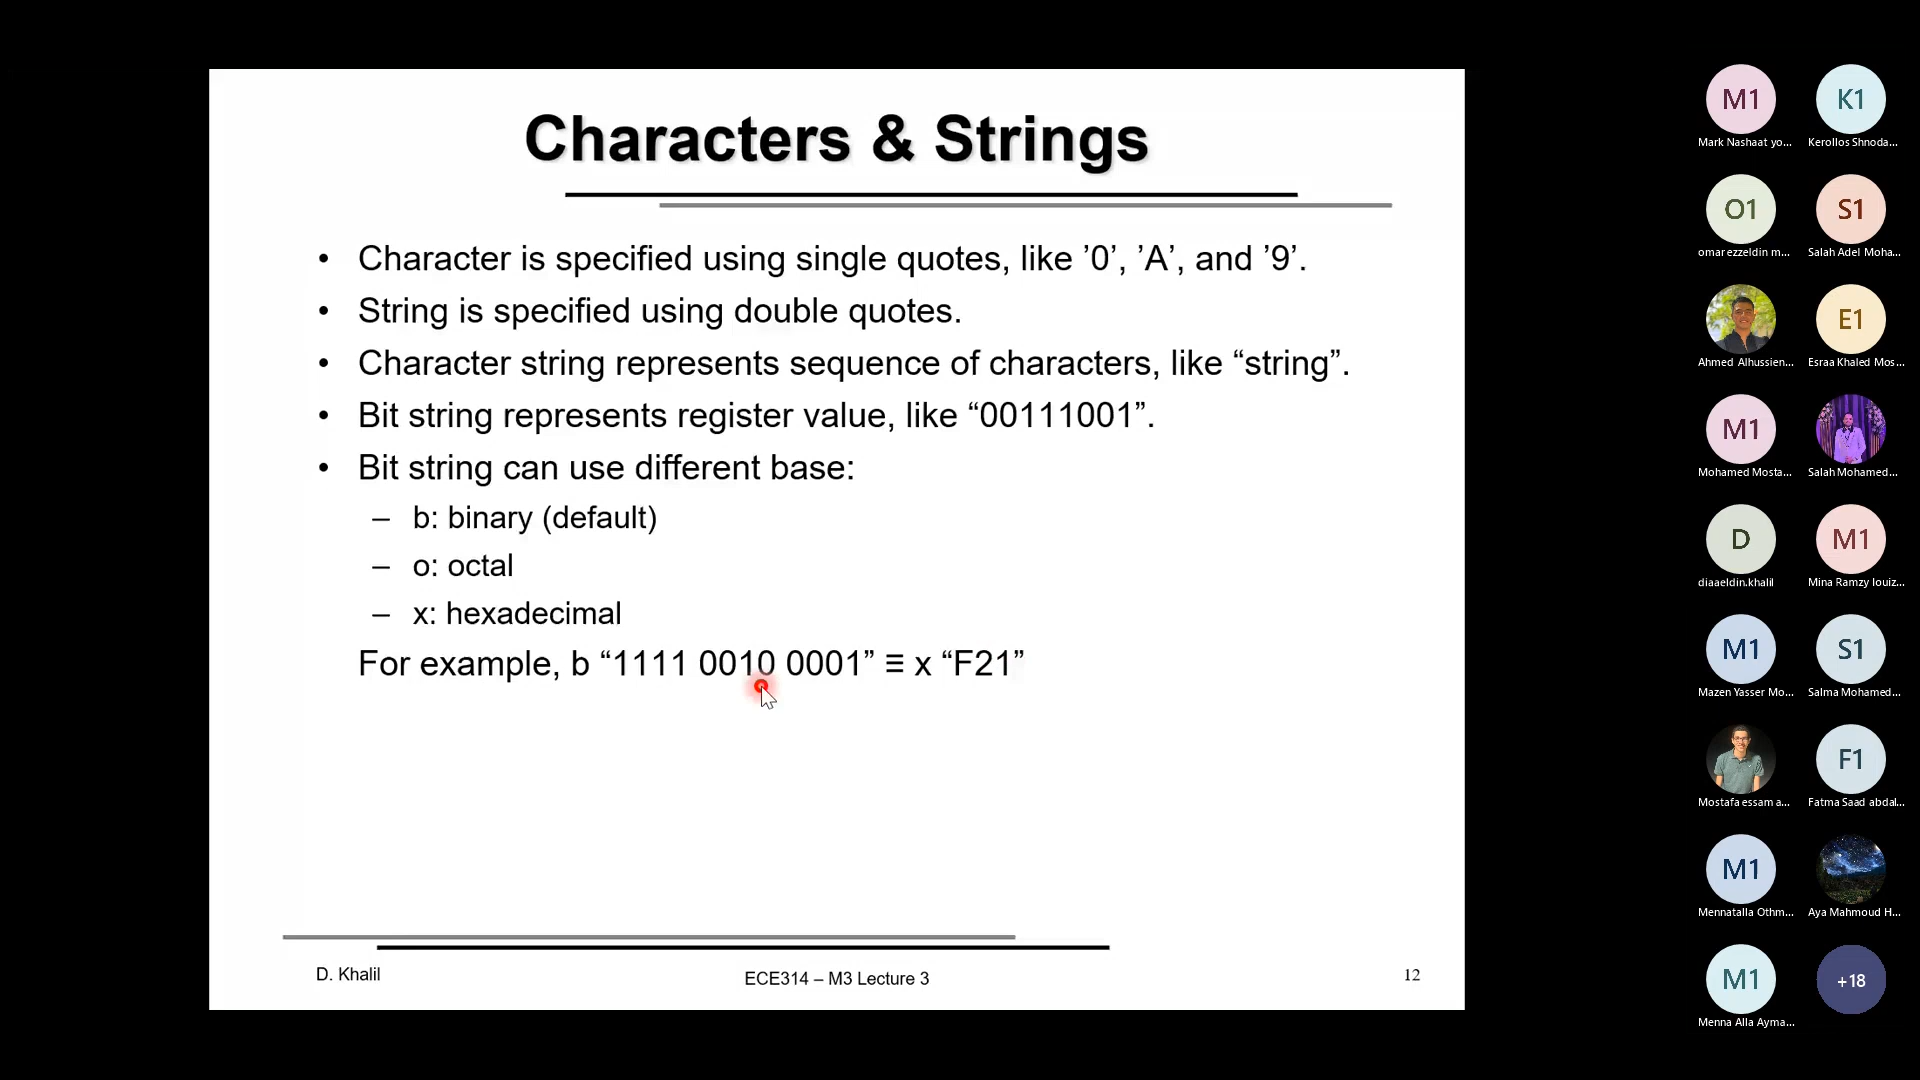 Characters & Strings
• Character is specified using single quotes, like ’0’, ’A’, and ’9’.
• String is specified using double quotes.
• Character string represents sequence of characters, like “string”.
• Bit string represents register value, like “00111001”.
• Bit string can use different base:
– b: binary (default)
– o: octal
– x: hexadecimal
For example, b “1111 0010 0001” ≡ x “F21”
D. Khalil
ECE314 – M3 Lecture 3
12
M1
K1
Mark Nashaat yo...
Kerollos Shnoda...
O1
S1
omar ezzeldin m...
Salah Adel Moha...
E1
Ahmed Alhussien...
Esraa Khaled Mos...
M1
Mohamed Mosta...
Salah Mohamed...
D
M1
diaaeldin.khalil
Mina Ramzy louiz...
M1
S1
Mazen Yasser Mo...
Salma Mohamed...
F1
Mostafa essam a...
Fatma Saad abdal...
M1
Mennatalla Othm...
Aya Mahmoud H...
M1
+18
Menna Alla Ayma...